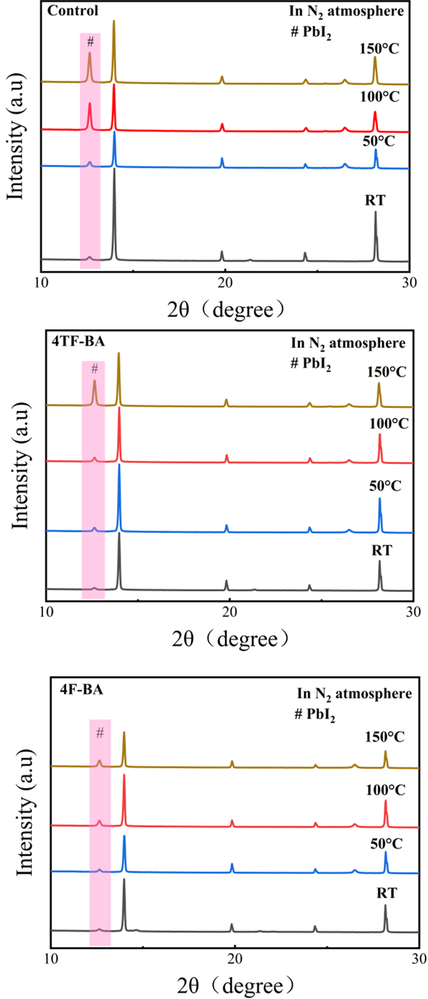 Control
In N₂ atmosphere
# PbI₂
#
150°C
100°C
50°C
RT
Intensity (a.u)
10 20 30
2θ（degree）
4TF-BA
In N₂ atmosphere
# PbI₂
#
150°C
100°C
50°C
RT
Intensity (a.u)
10 20 30
2θ（degree）
4F-BA
In N₂ atmosphere
# PbI₂
#
150°C
100°C
50°C
RT
Intensity (a.u)
10 20 30
2θ（degree）